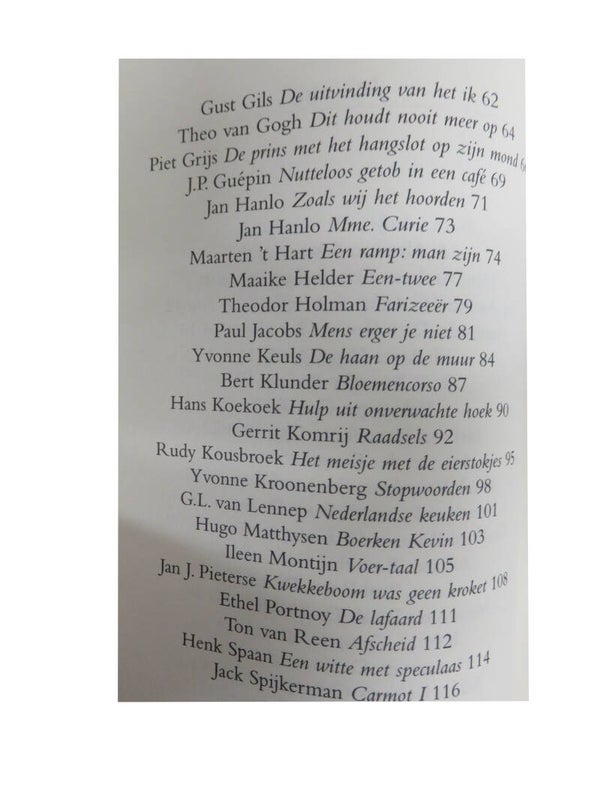 Gust Gils De uitvinding van het ik 62
Theo van Gogh Dit houdt nooit meer op 64
Piet Grijs De prins met het hangslot op zijn mond
J.P. Guépin Nutteloos getob in een café 69
Jan Hanlo Zoals wij het hoorden 71
Jan Hanlo Mme. Curie 73
Maarten 't Hart Een ramp: man zijn 74
Maaike Helder Een-twee 77
Theodor Holman Farizeeër 79
Paul Jacobs Mens erger je niet 81
Yvonne Keuls De haan op de muur 84
Bert Klunder Bloemencorso 87
Hans Koekoek Hulp uit onverwachte hoek 90
Gerrit Komrij Raadsels 92
Rudy Kousbroek Het meisje met de eierstokjes 95
Yvonne Kroonenberg Stopwoorden 98
G.L. van Lennep Nederlandse keuken 101
Hugo Matthysen Boerken Kevin 103
Ileen Montijn Voer-taal 105
Jan J. Pieterse Kwekkeboom was geen kroket 108
Ethel Portnoy De lafaard 111
Ton van Reen Afscheid 112
Henk Spaan Een witte met speculaas 114
Jack Spijkerman Carmot I 116